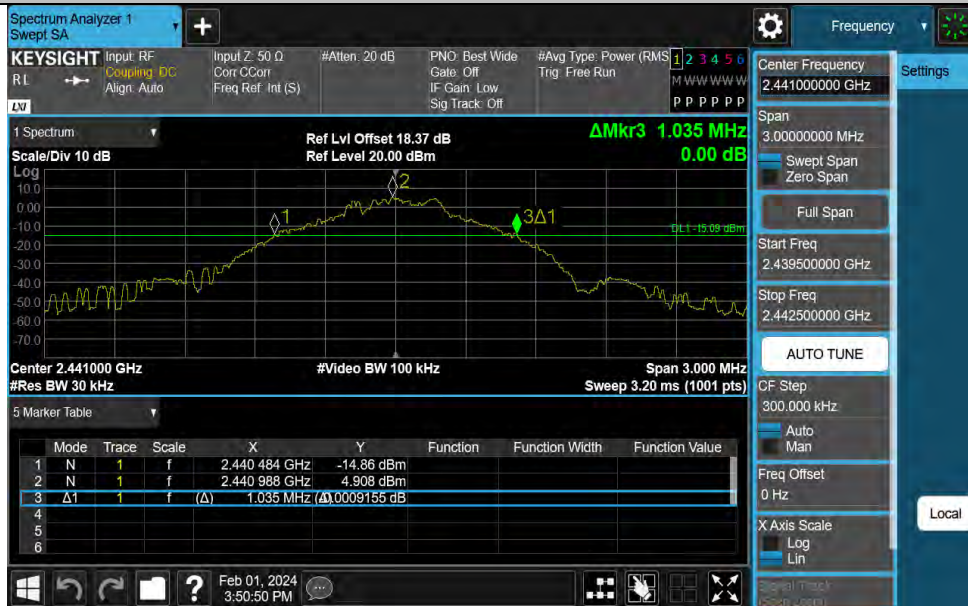 Spectrum Analyzer 1
Swept SA
+
Frequency
KEYSIGHT
RL
LXI
Input: RF
Coupling: DC
Align: Auto
Input Z: 50 Ω
Corr CCorr
Freq Ref: Int (S)
#Atten: 20 dB
PNO: Best Wide
Gate: Off
IF Gain: Low
Sig Track: Off
#Avg Type: Power (RMS
Trig: Free Run
1 2 3 4 5 6
M W W W W W
P P P P P P
1 Spectrum
Scale/Div 10 dB
Ref Lvl Offset 18.37 dB
Ref Level 20.00 dBm
ΔMkr3 1.035 MHz
0.00 dB
Log
10.0
0.00
-10.0
-20.0
-30.0
-40.0
-50.0
-60.0
-70.0
1
2
3Δ1
DL1 -15.09 dBm
Center 2.441000 GHz
#Res BW 30 kHz
#Video BW 100 kHz
Span 3.000 MHz
Sweep 3.20 ms (1001 pts)
5 Marker Table
Mode Trace Scale X Y Function Function Width Function Value
1 N 1 f 2.440 484 GHz -14.86 dBm
2 N 1 f 2.440 988 GHz 4.908 dBm
3 Δ1 1 f (Δ) 1.035 MHz (Δ) 0.0009155 dB
4
5
6
?
Feb 01, 2024
3:50:50 PM
Center Frequency
2.441000000 GHz
Span
3.00000000 MHz
Swept Span
Zero Span
Full Span
Start Freq
2.439500000 GHz
Stop Freq
2.442500000 GHz
AUTO TUNE
CF Step
300.000 kHz
Auto
Man
Freq Offset
0 Hz
X Axis Scale
Log
Lin
Signal Track
(Span Zoom)
Settings
Local